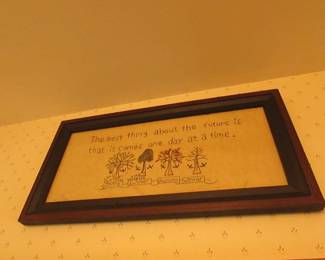 The best thing about the future is
that it comes one day at a time.